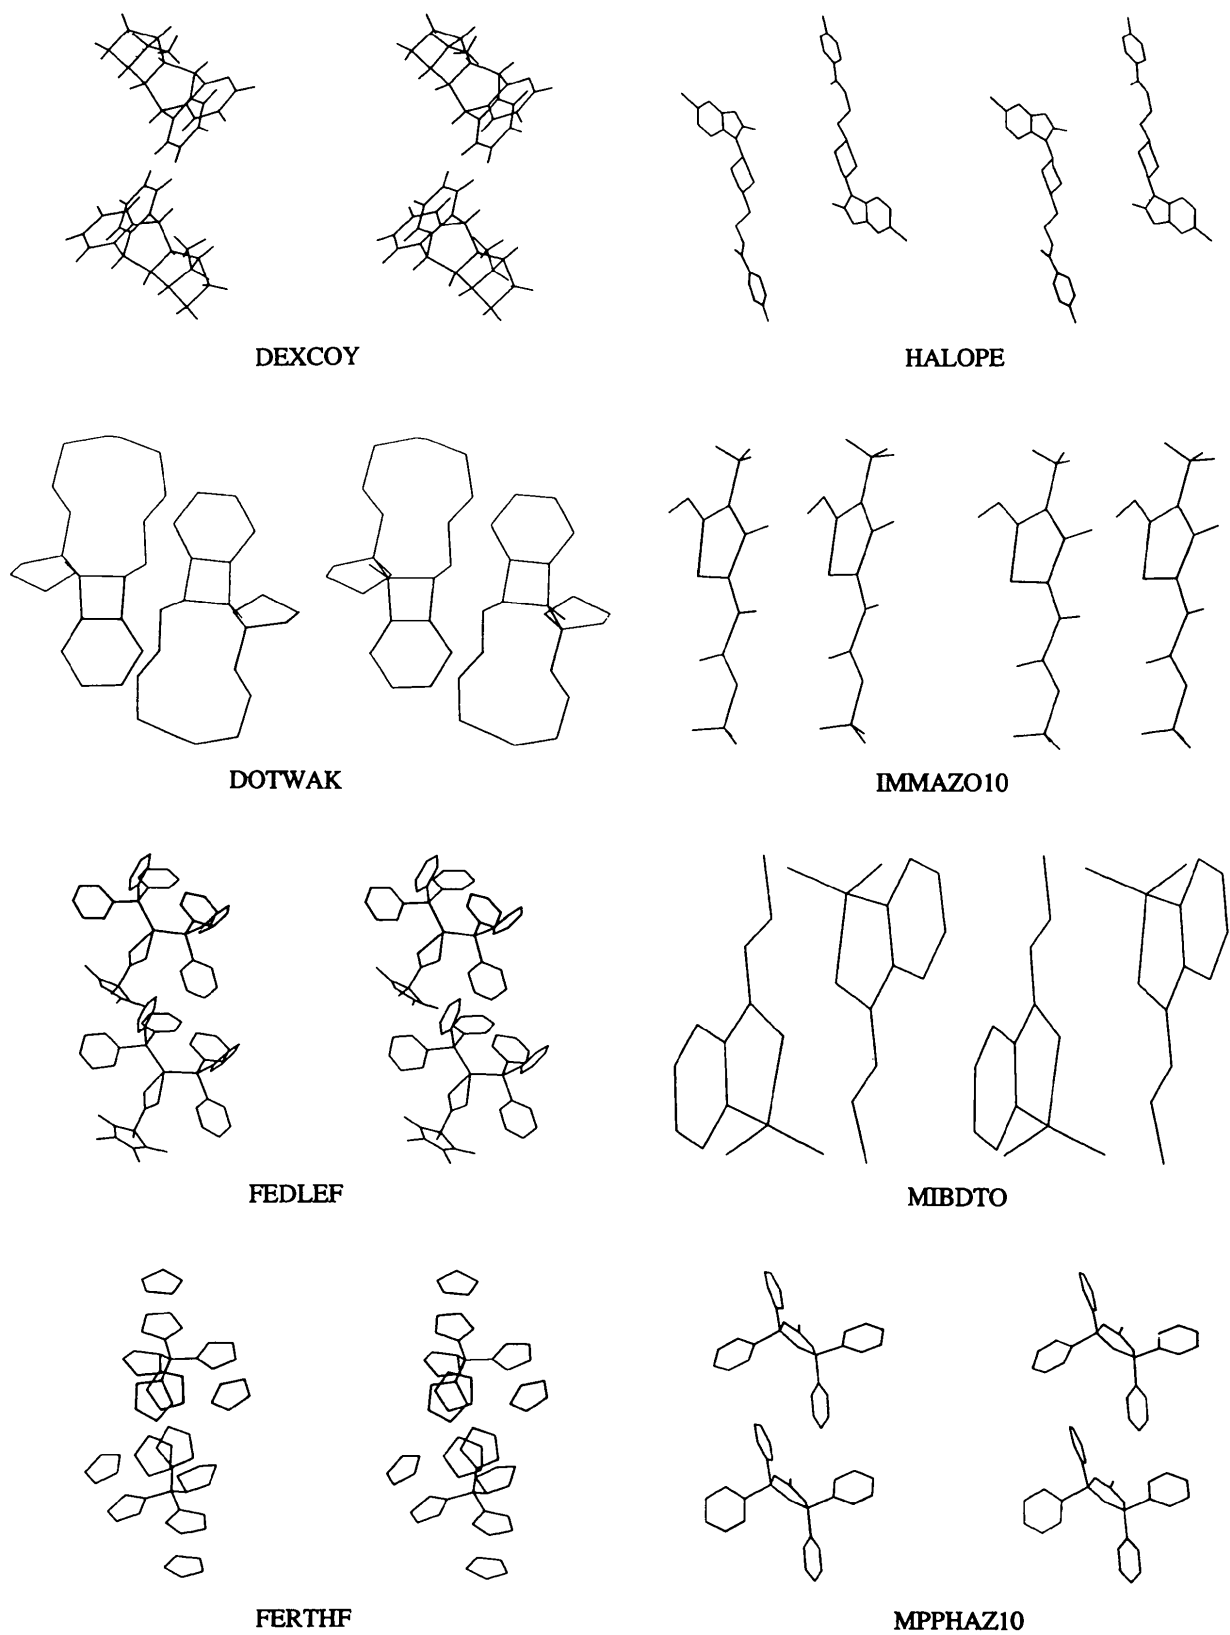 DEXCOY
HALOPE
DOTWAK
IMMAZO10
FEDLEF
MIBDTO
FERTHF
MPPHAZ10